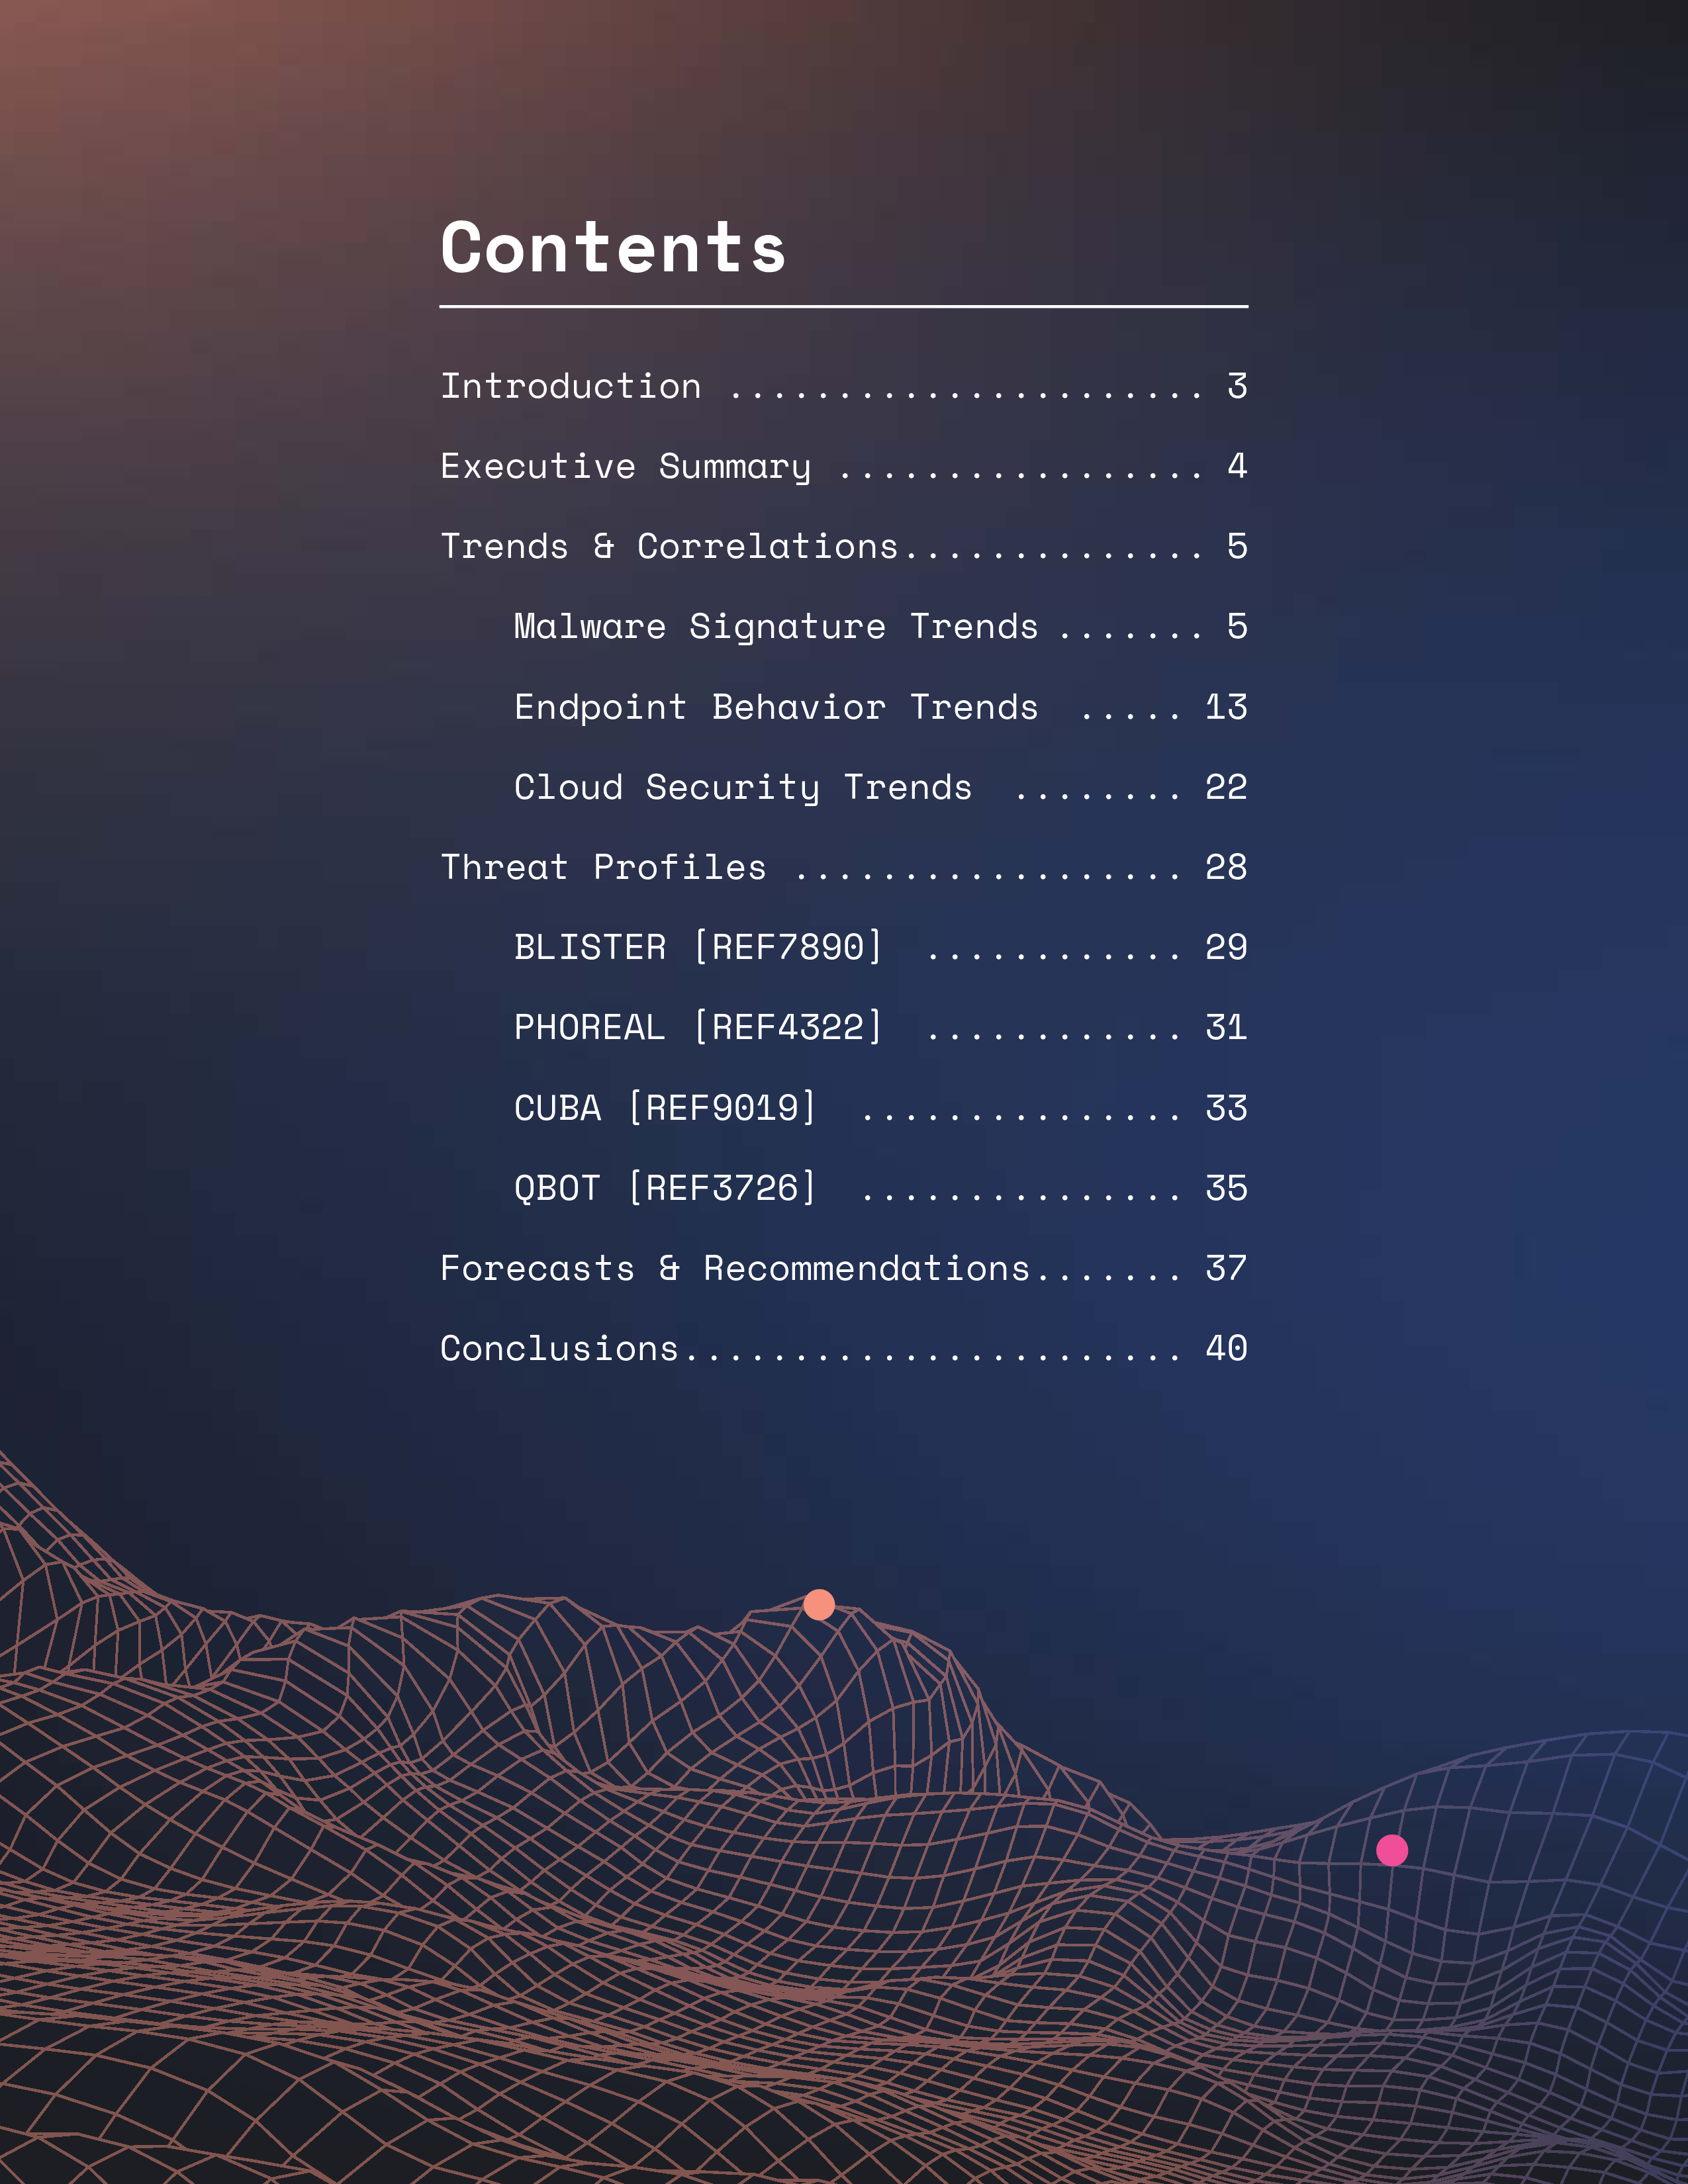 Contents
Introduction ...................... 3
Executive Summary ................. 4
Trends & Correlations.............. 5
Malware Signature Trends ....... 5
Endpoint Behavior Trends ..... 13
Cloud Security Trends ........ 22
Threat Profiles .................. 28
BLISTER [REF7890] ............ 29
PHOREAL [REF4322] ............ 31
CUBA [REF9019] ............... 33
QBOT [REF3726] ............... 35
Forecasts & Recommendations....... 37
Conclusions....................... 40